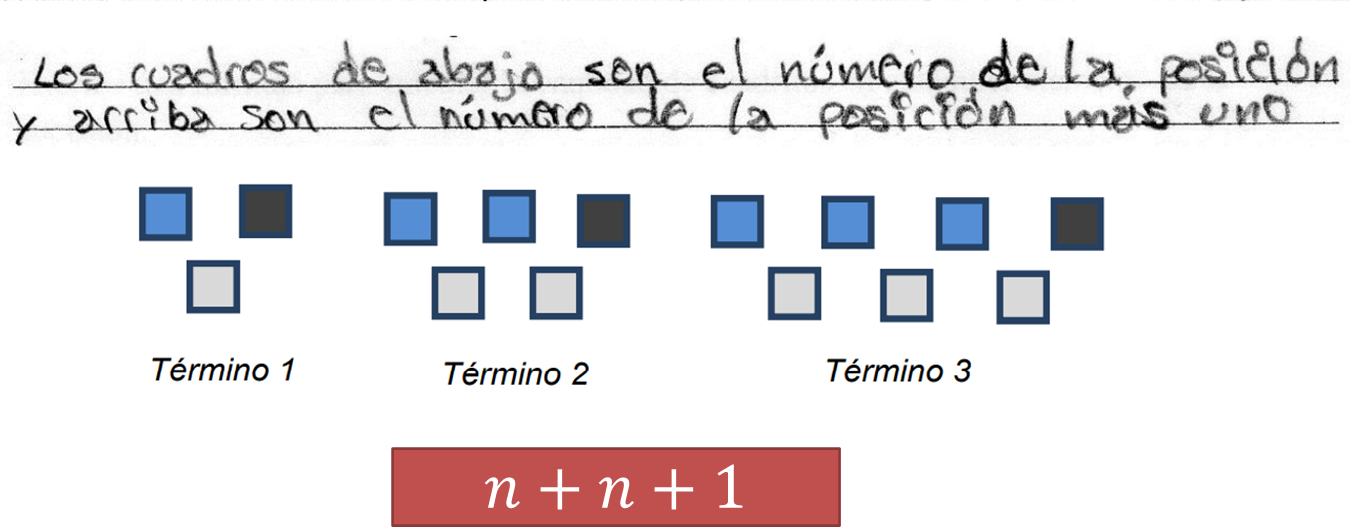 Los cuadros de abajo son el número de la posición
y arriba son el número de la posición más uno
Término 1
Término 2
Término 3
n + n + 1